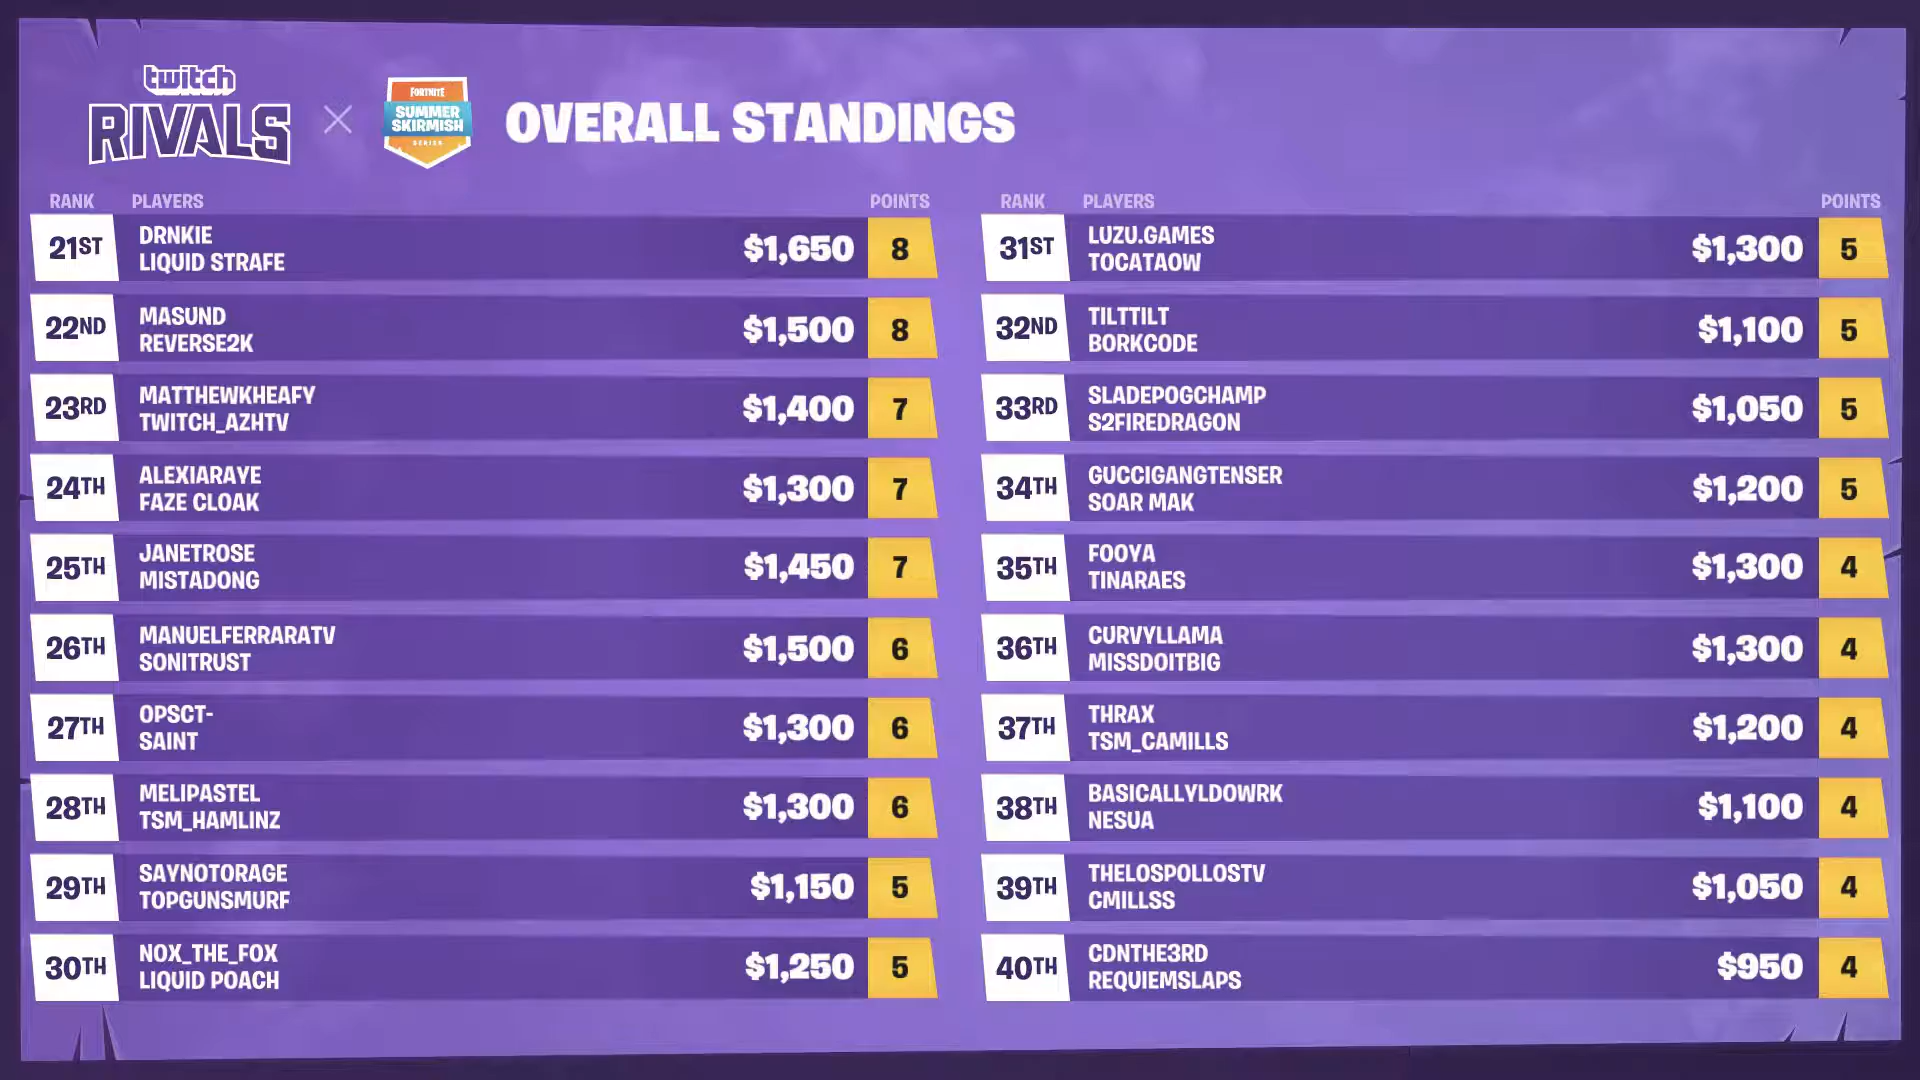 twitch
RIVALS
FORTNITE
SUMMER
SKIRMISH
SERIES
OVERALL STANDINGS
RANK PLAYERS POINTS
21ST DRNKIE $1,650 8
LIQUID STRAFE
22ND MASUND $1,500 8
REVERSE2K
23RD MATTHEWKHEAFY $1,400 7
TWITCH_AZHTV
24TH ALEXIARAYE $1,300 7
FAZE CLOAK
25TH JANETROSE $1,450 7
MISTADONG
26TH MANUELFERRARATV $1,500 6
SONITRUST
27TH OPSCT- $1,300 6
SAINT
28TH MELIPASTEL $1,300 6
TSM_HAMLINZ
29TH SAYNOTORAGE $1,150 5
TOPGUNSMURF
30TH NOX_THE_FOX $1,250 5
LIQUID POACH
RANK PLAYERS POINTS
31ST LUZU.GAMES $1,300 5
TOCATAOW
32ND TILTTILT $1,100 5
BORKCODE
33RD SLADEPOGCHAMP $1,050 5
S2FIREDRAGON
34TH GUCCIGANGTENSER $1,200 5
SOAR MAK
35TH FOOYA $1,300 4
TINARAES
36TH CURVYLLAMA $1,300 4
MISSDOITBIG
37TH THRAX $1,200 4
TSM_CAMILLS
38TH BASICALLYLDOWRK $1,100 4
NESUA
39TH THELOSPOLLOSTV $1,050 4
CMILLSS
40TH CDNTHE3RD $950 4
REQUIEMSLAPS